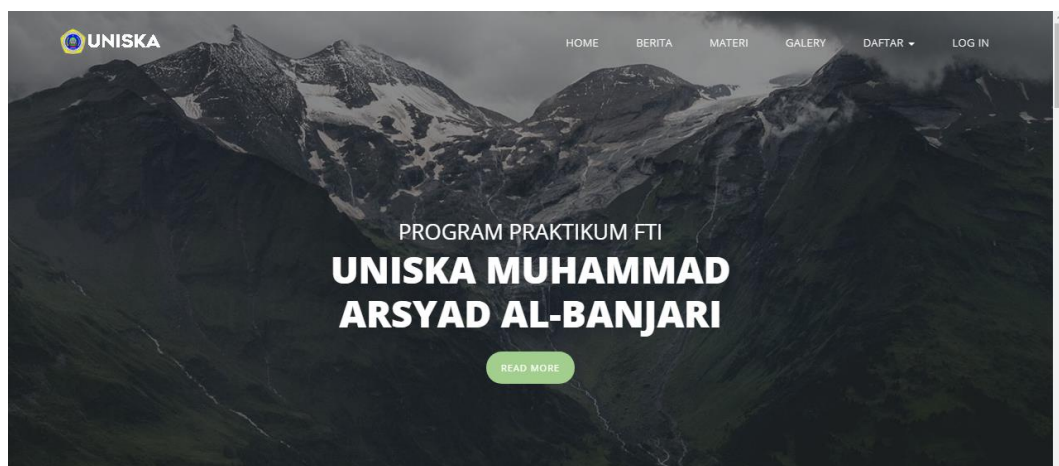 UNISKA
HOME BERITA MATERI GALERY DAFTAR LOG IN
PROGRAM PRAKTIKUM FTI
UNISKA MUHAMMAD
ARSYAD AL-BANJARI
READ MORE